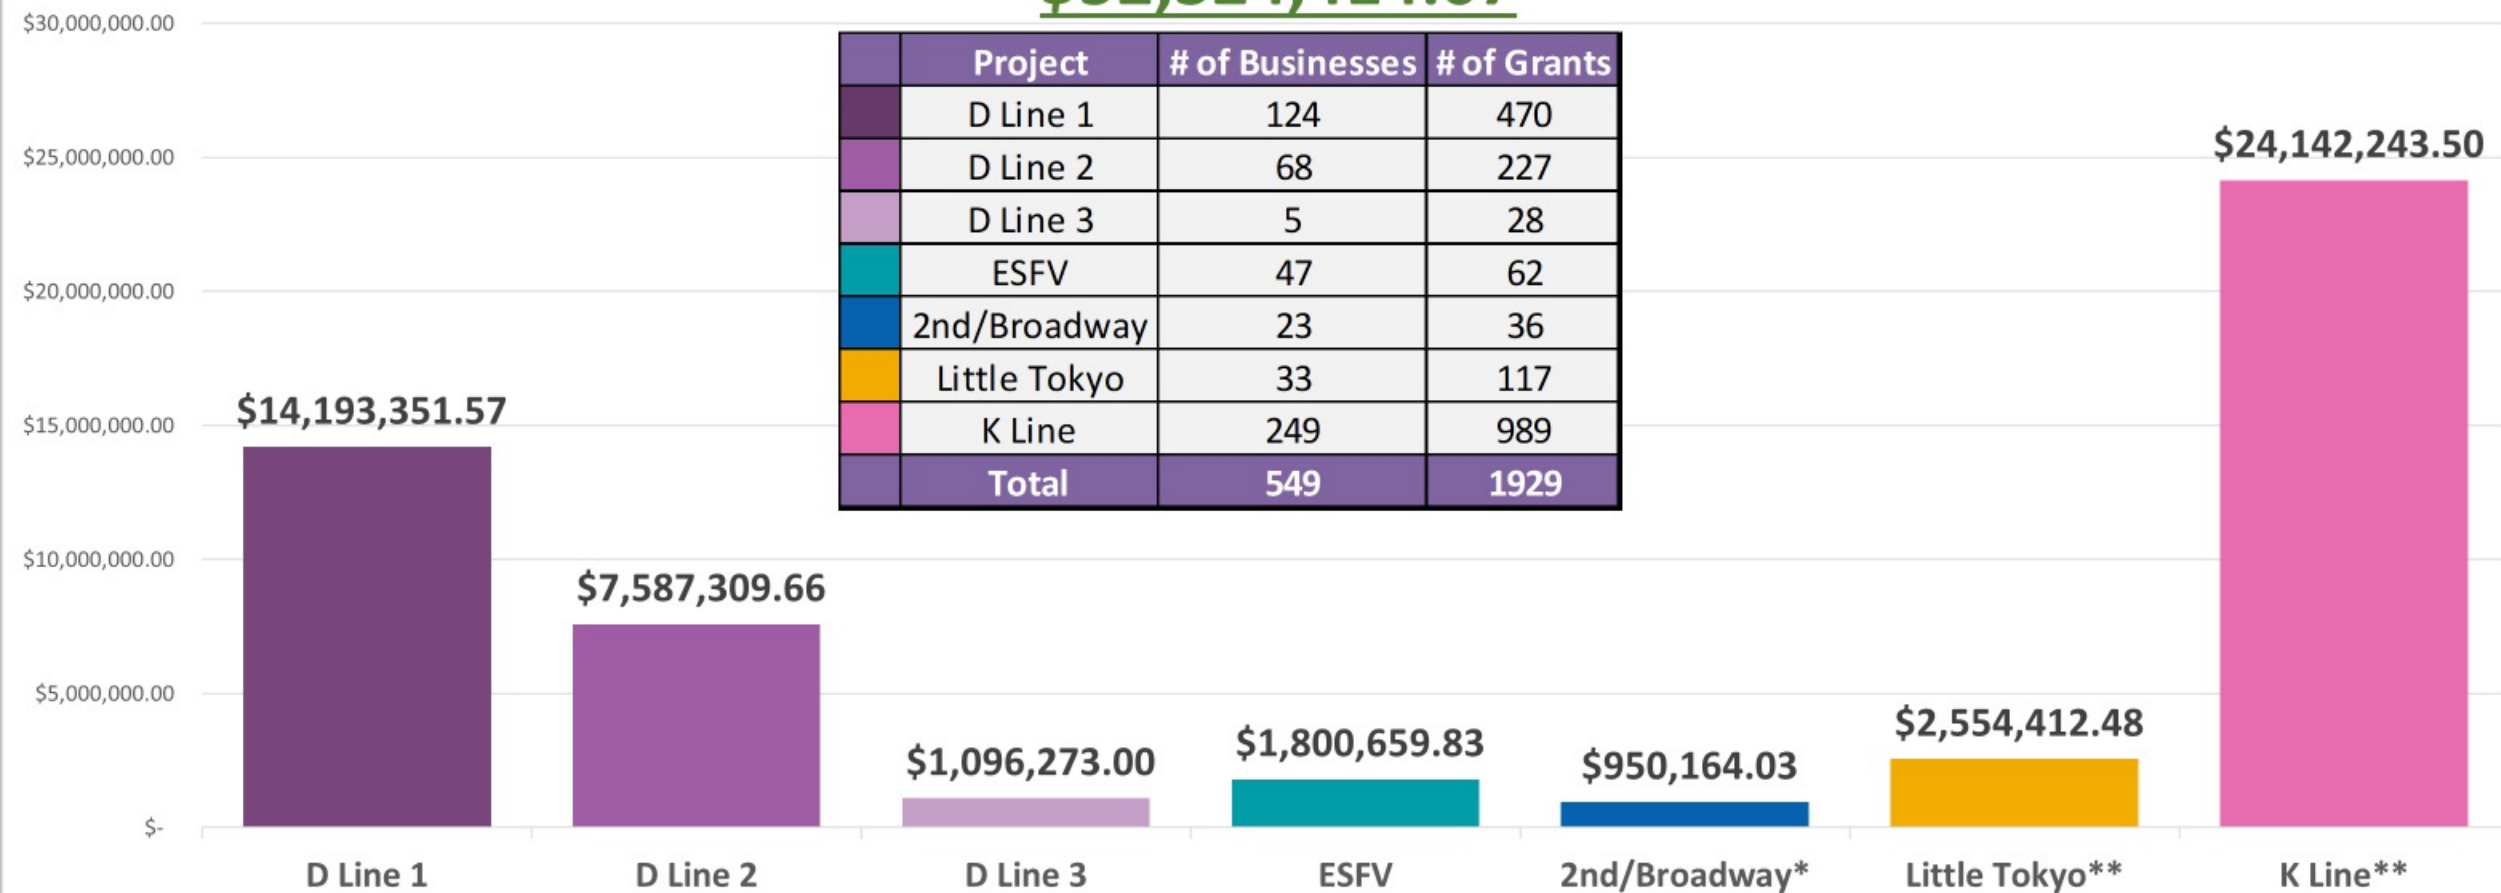 $30,000,000.00
$25,000,000.00
$20,000,000.00
$15,000,000.00
$10,000,000.00
$5,000,000.00
$-
Project # of Businesses # of Grants
D Line 1 124 470
D Line 2 68 227
D Line 3 5 28
ESFV 47 62
2nd/Broadway 23 36
Little Tokyo 33 117
K Line 249 989
Total 549 1929
$14,193,351.57
$7,587,309.66
$1,096,273.00
$1,800,659.83
$950,164.03
$2,554,412.48
$24,142,243.50
D Line 1
D Line 2
D Line 3
ESFV
2nd/Broadway*
Little Tokyo**
K Line**